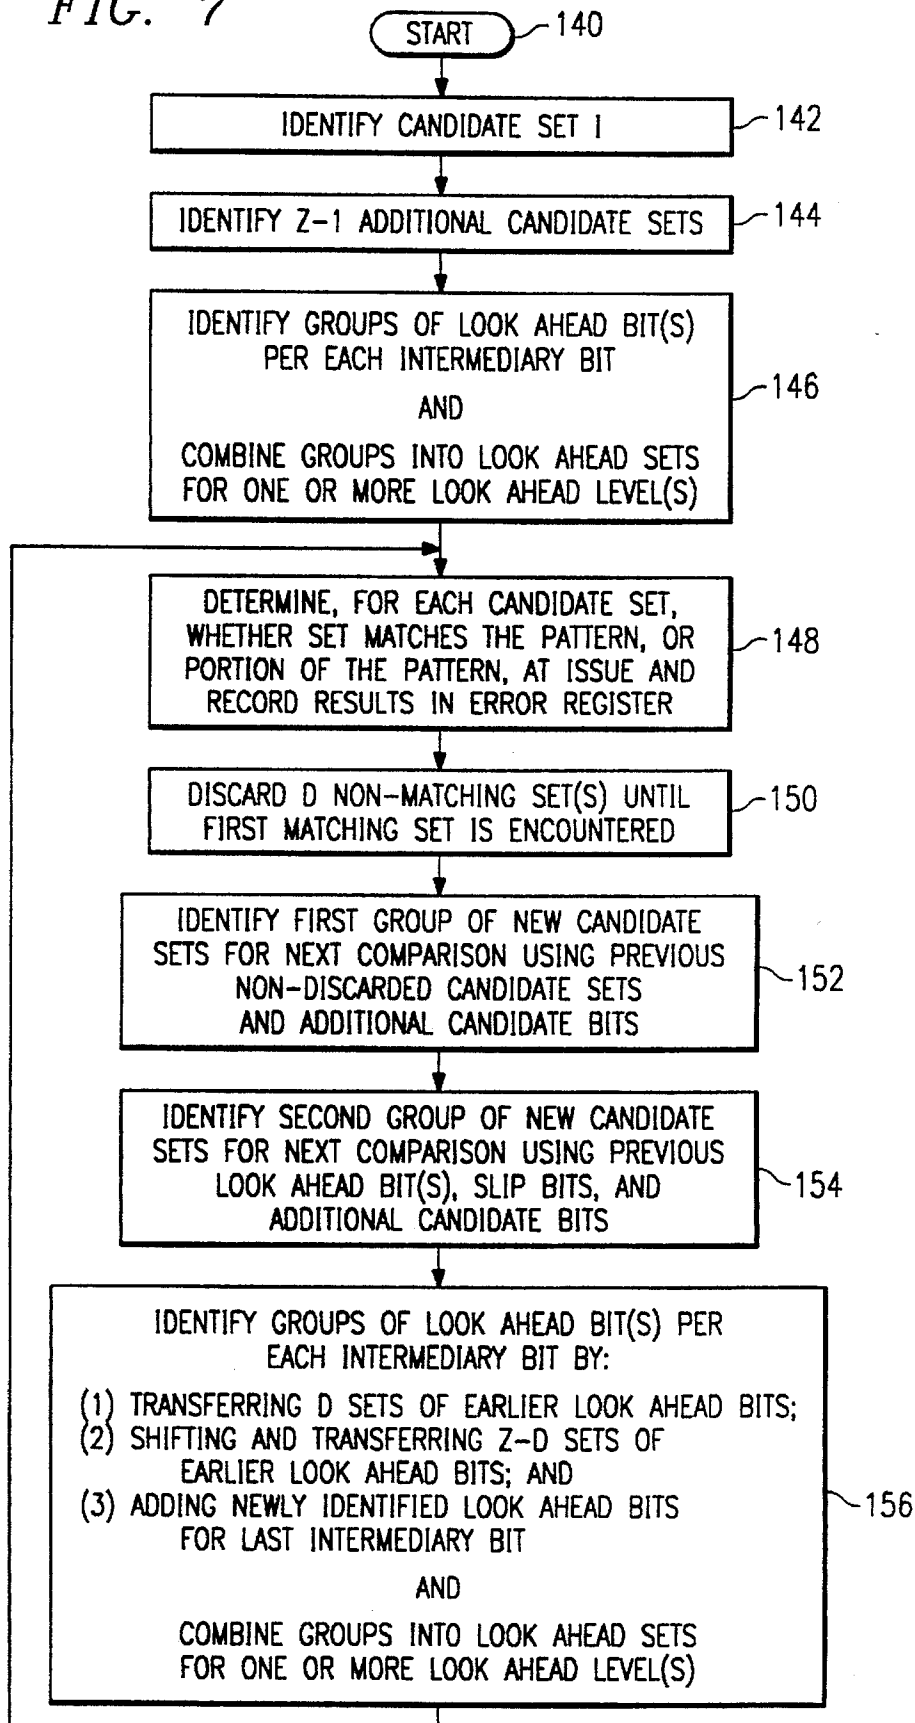 FIG. 7
START
140
IDENTIFY CANDIDATE SET I
142
IDENTIFY Z-1 ADDITIONAL CANDIDATE SETS
144
IDENTIFY GROUPS OF LOOK AHEAD BIT(S)
PER EACH INTERMEDIARY BIT
AND
COMBINE GROUPS INTO LOOK AHEAD SETS
FOR ONE OR MORE LOOK AHEAD LEVEL(S)
146
DETERMINE, FOR EACH CANDIDATE SET,
WHETHER SET MATCHES THE PATTERN, OR
PORTION OF THE PATTERN, AT ISSUE AND
RECORD RESULTS IN ERROR REGISTER
148
DISCARD D NON-MATCHING SET(S) UNTIL
FIRST MATCHING SET IS ENCOUNTERED
150
IDENTIFY FIRST GROUP OF NEW CANDIDATE
SETS FOR NEXT COMPARISON USING PREVIOUS
NON-DISCARDED CANDIDATE SETS
AND ADDITIONAL CANDIDATE BITS
152
IDENTIFY SECOND GROUP OF NEW CANDIDATE
SETS FOR NEXT COMPARISON USING PREVIOUS
LOOK AHEAD BIT(S), SLIP BITS, AND
ADDITIONAL CANDIDATE BITS
154
IDENTIFY GROUPS OF LOOK AHEAD BIT(S) PER
EACH INTERMEDIARY BIT BY:
(1) TRANSFERRING D SETS OF EARLIER LOOK AHEAD BITS;
(2) SHIFTING AND TRANSFERRING Z-D SETS OF
EARLIER LOOK AHEAD BITS; AND
(3) ADDING NEWLY IDENTIFIED LOOK AHEAD BITS
FOR LAST INTERMEDIARY BIT
AND
COMBINE GROUPS INTO LOOK AHEAD SETS
FOR ONE OR MORE LOOK AHEAD LEVEL(S)
156